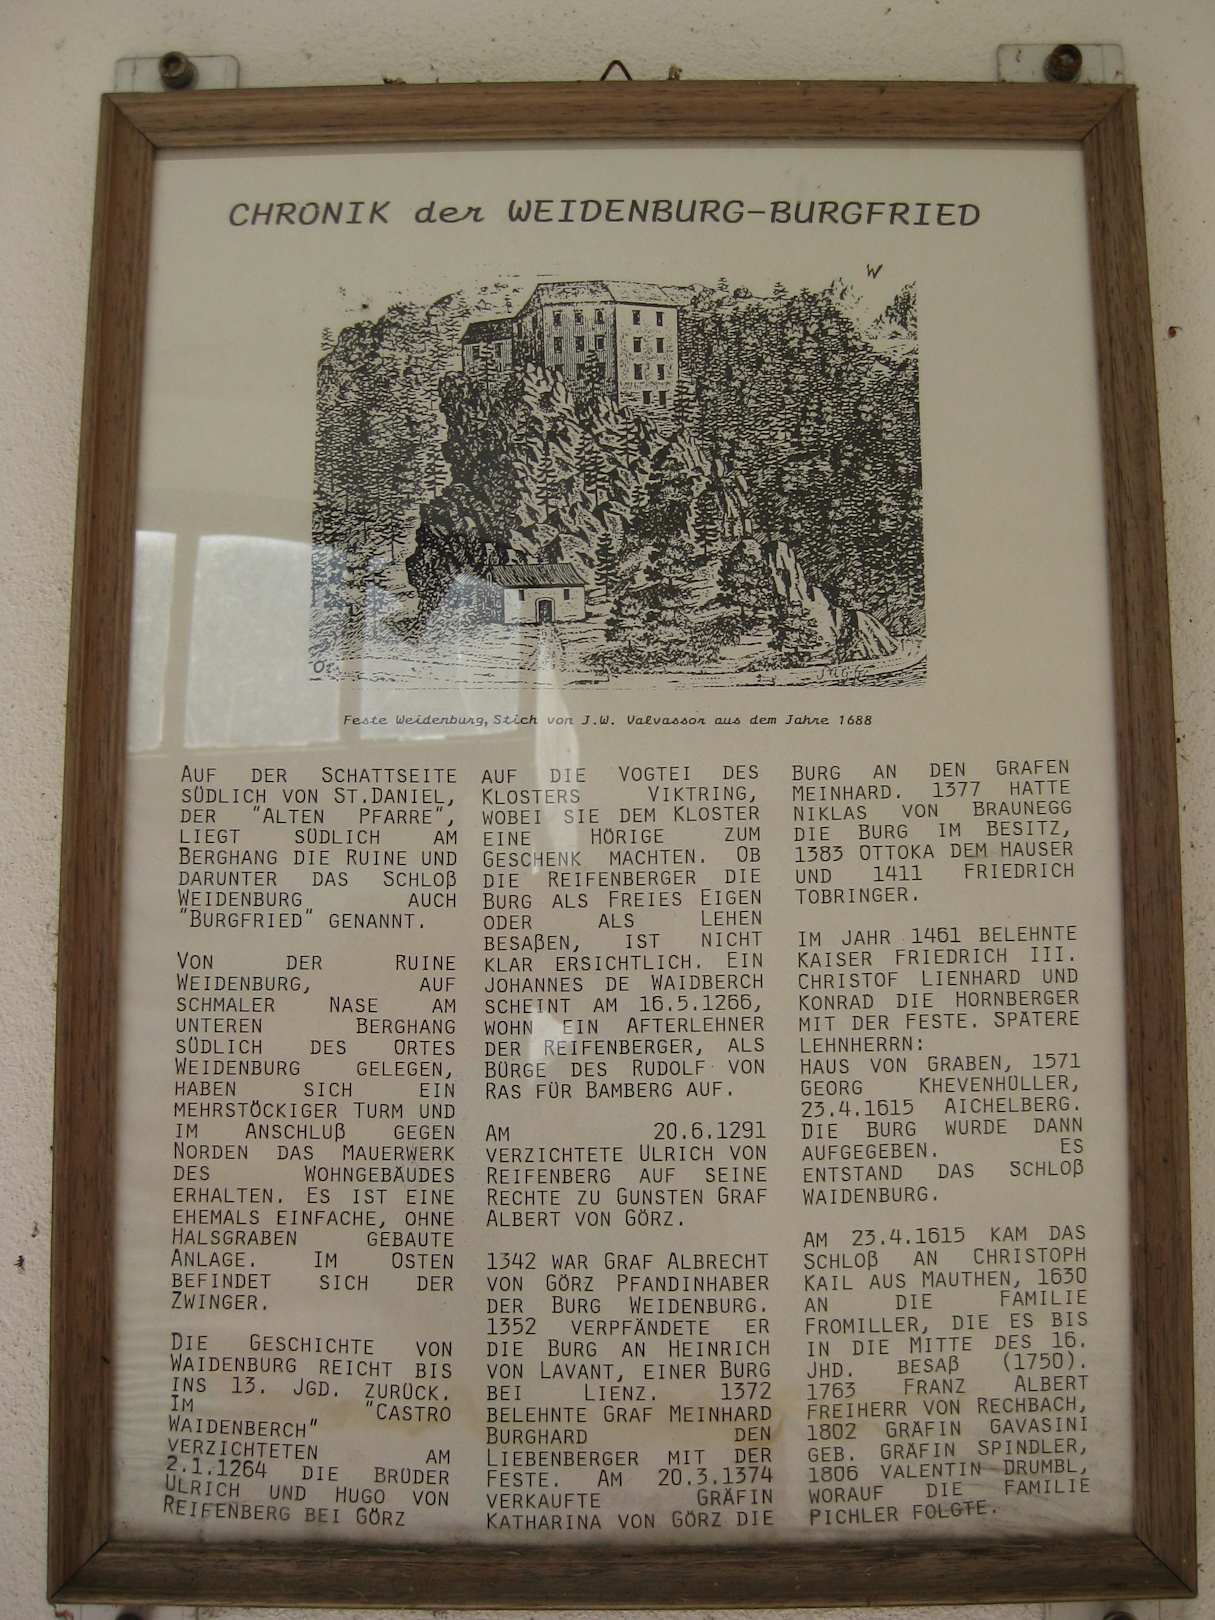 CHRONIK der WEIDENBURG-BURGFRIED
W
Feste Weidenburg, Stich von J.W. Valvassor aus dem Jahre 1688
AUF DER SCHATTSEITE
SÜDLICH VON ST.DANIEL,
DER "ALTEN PFARRE",
LIEGT SÜDLICH AM
BERGHANG DIE RUINE UND
DARUNTER DAS SCHLOß
WEIDENBURG AUCH
"BURGFRIED" GENANNT.
VON DER RUINE
WEIDENBURG, AUF
SCHMALER NASE AM
UNTEREN BERGHANG
SÜDLICH DES ORTES
WEIDENBURG GELEGEN,
HABEN SICH EIN
MEHRSTÖCKIGER TURM UND
IM ANSCHLUß GEGEN
NORDEN DAS MAUERWERK
DES WOHNGEBÄUDES
ERHALTEN. ES IST EINE
EHEMALS EINFACHE, OHNE
HALSGRABEN GEBAUTE
ANLAGE. IM OSTEN
BEFINDET SICH DER
ZWINGER.
DIE GESCHICHTE VON
WAIDENBURG REICHT BIS
INS 13. JGD. ZURÜCK.
IM "CASTRO
WAIDENBERCH"
VERZICHTETEN AM
2.1.1264 DIE BRÜDER
ULRICH UND HUGO VON
REIFENBERG BEI GÖRZ
AUF DIE VOGTEI DES
KLOSTERS VIKTRING,
WOBEI SIE DEM KLOSTER
EINE HÖRIGE ZUM
GESCHENK MACHTEN. OB
DIE REIFENBERGER DIE
BURG ALS FREIES EIGEN
ODER ALS LEHEN
BESAßEN, IST NICHT
KLAR ERSICHTLICH. EIN
JOHANNES DE WAIDBERCH
SCHEINT AM 16.5.1266,
WOHN EIN AFTERLEHNER
DER REIFENBERGER, ALS
BÜRGE DES RUDOLF VON
RAS FÜR BAMBERG AUF.
AM 20.6.1291
VERZICHTETE ULRICH VON
REIFENBERG AUF SEINE
RECHTE ZU GUNSTEN GRAF
ALBERT VON GÖRZ.
1342 WAR GRAF ALBRECHT
VON GÖRZ PFANDINHABER
DER BURG WEIDENBURG.
1352 VERPFÄNDETE ER
DIE BURG AN HEINRICH
VON LAVANT, EINER BURG
BEI LIENZ. 1372
BELEHNTE GRAF MEINHARD
BURGHARD DEN
LIEBENBERGER MIT DER
FESTE. AM 20.3.1374
VERKAUFTE GRÄFIN
KATHARINA VON GÖRZ DIE
BURG AN DEN GRAFEN
MEINHARD. 1377 HATTE
NIKLAS VON BRAUNEGG
DIE BURG IM BESITZ,
1383 OTTOKA DEM HAUSER
UND 1411 FRIEDRICH
TOBRINGER.
IM JAHR 1461 BELEHNTE
KAISER FRIEDRICH III.
CHRISTOF LIENHARD UND
KONRAD DIE HORNBERGER
MIT DER FESTE. SPÄTERE
LEHNHERRN:
HAUS VON GRABEN, 1571
GEORG KHEVENHÜLLER,
23.4.1615 AICHELBERG.
DIE BURG WURDE DANN
AUFGEGEBEN. ES
ENTSTAND DAS SCHLOß
WAIDENBURG.
AM 23.4.1615 KAM DAS
SCHLOß AN CHRISTOPH
KAIL AUS MAUTHEN, 1630
AN DIE FAMILIE
FROMILLER, DIE ES BIS
IN DIE MITTE DES 16.
JHD. BESAß (1750).
1763 FRANZ ALBERT
FREIHERR VON RECHBACH,
1802 GRÄFIN GAVASINI
GEB. GRÄFIN SPINDLER,
1806 VALENTIN DRUMBL,
WORAUF DIE FAMILIE
PICHLER FOLGTE.